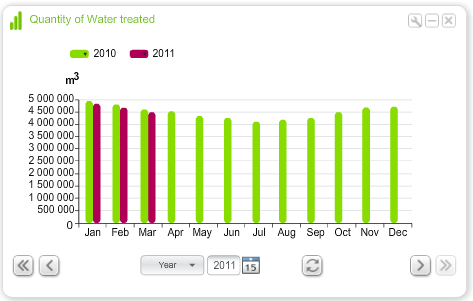 Quantity of Water treated
2010 2011
m3
5 000 000
4 500 000
4 000 000
3 500 000
3 000 000
2 500 000
2 000 000
1 500 000
1 000 000
500 000
0
Jan Feb Mar Apr May Jun Jul Aug Sep Oct Nov Dec
Year 2011 15